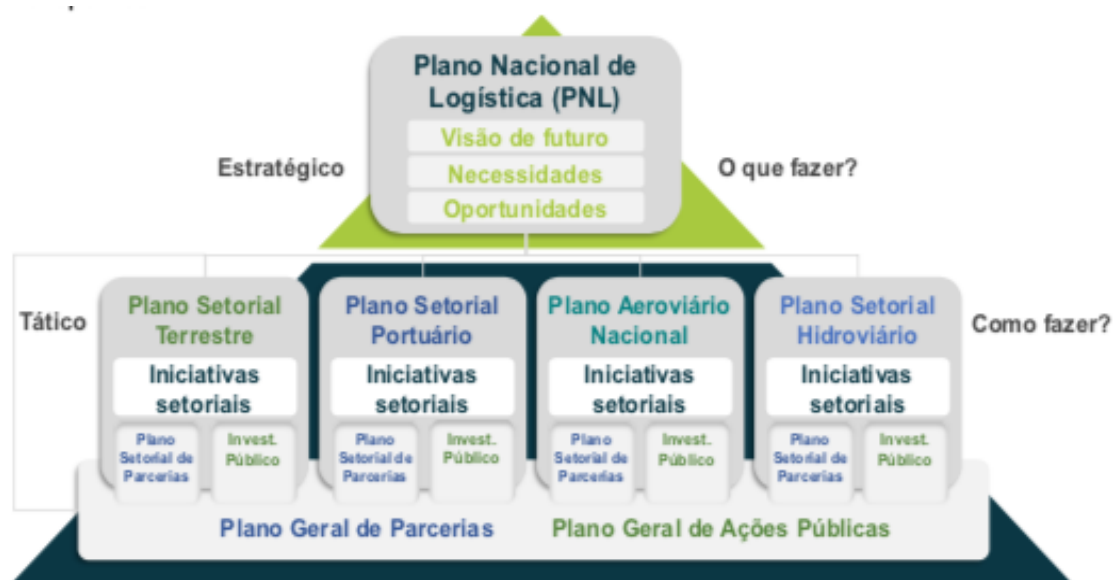 Plano Nacional de
Logística (PNL)
Visão de futuro
Necessidades
Oportunidades
Estratégico
O que fazer?
Tático
Como fazer?
Plano Setorial
Terrestre
Iniciativas
setoriais
Plano
Setorial de
Parcerias
Invest.
Público
Plano Setorial
Portuário
Iniciativas
setoriais
Plano
Setorial de
Parcerias
Invest.
Público
Plano Aeroviário
Nacional
Iniciativas
setoriais
Plano
Setorial de
Parcerias
Invest.
Público
Plano Setorial
Hidroviário
Iniciativas
setoriais
Plano
Setorial de
Parcerias
Invest.
Público
Plano Geral de Parcerias
Plano Geral de Ações Públicas